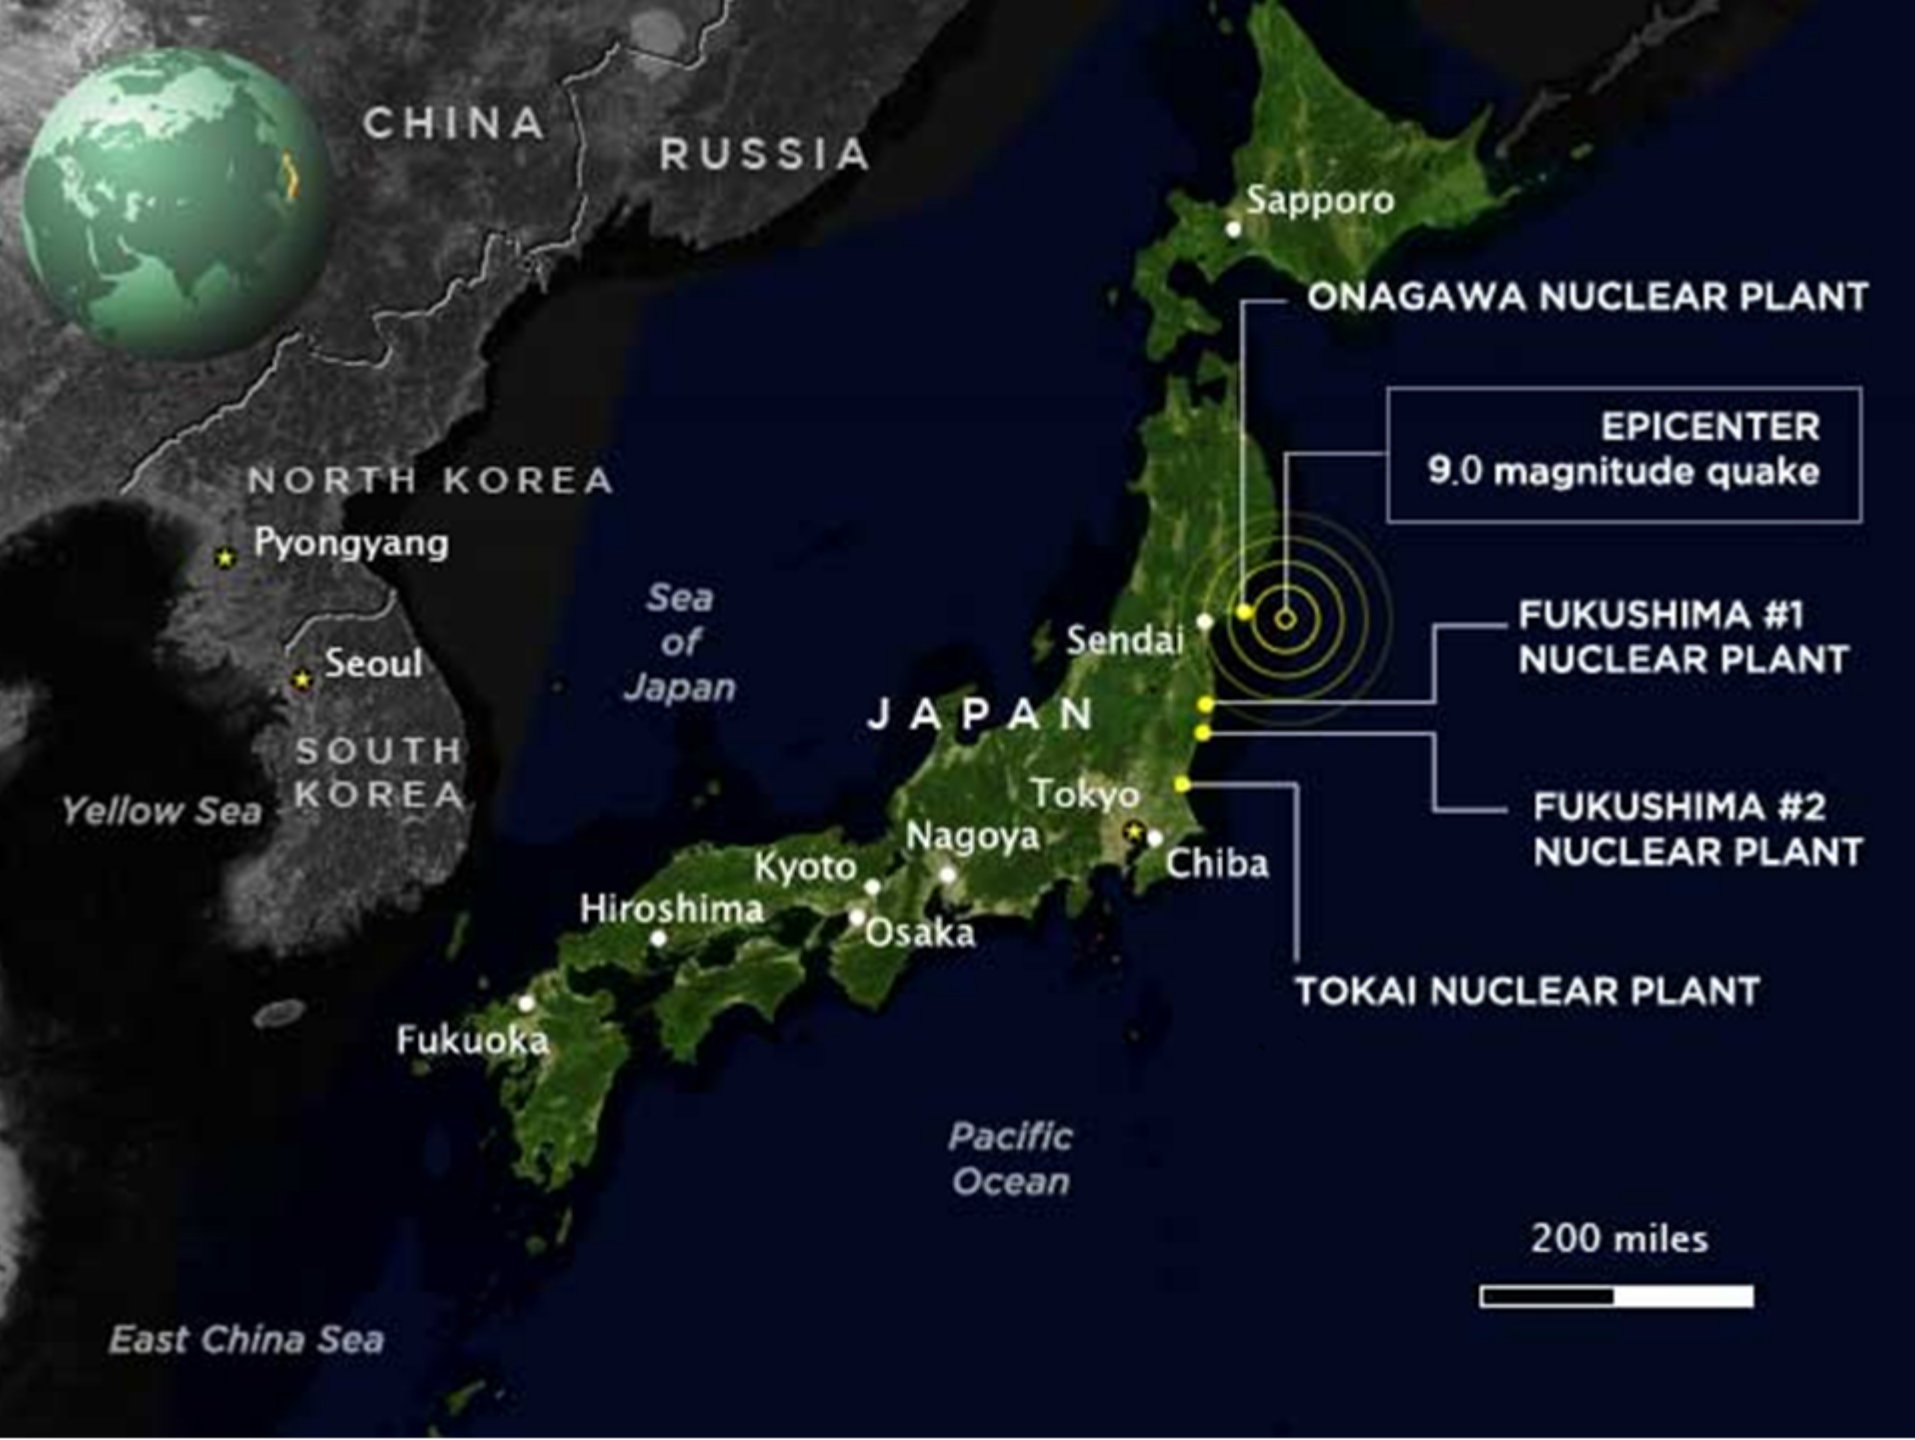 CHINA
RUSSIA
Sapporo
ONAGAWA NUCLEAR PLANT
EPICENTER
9.0 magnitude quake
NORTH KOREA
Pyongyang
Sea
of
Japan
Sendai
FUKUSHIMA #1
NUCLEAR PLANT
Seoul
JAPAN
SOUTH
KOREA
Yellow Sea
Tokyo
FUKUSHIMA #2
NUCLEAR PLANT
Nagoya
Kyoto
Chiba
Hiroshima
Osaka
TOKAI NUCLEAR PLANT
Fukuoka
Pacific
Ocean
200 miles
East China Sea